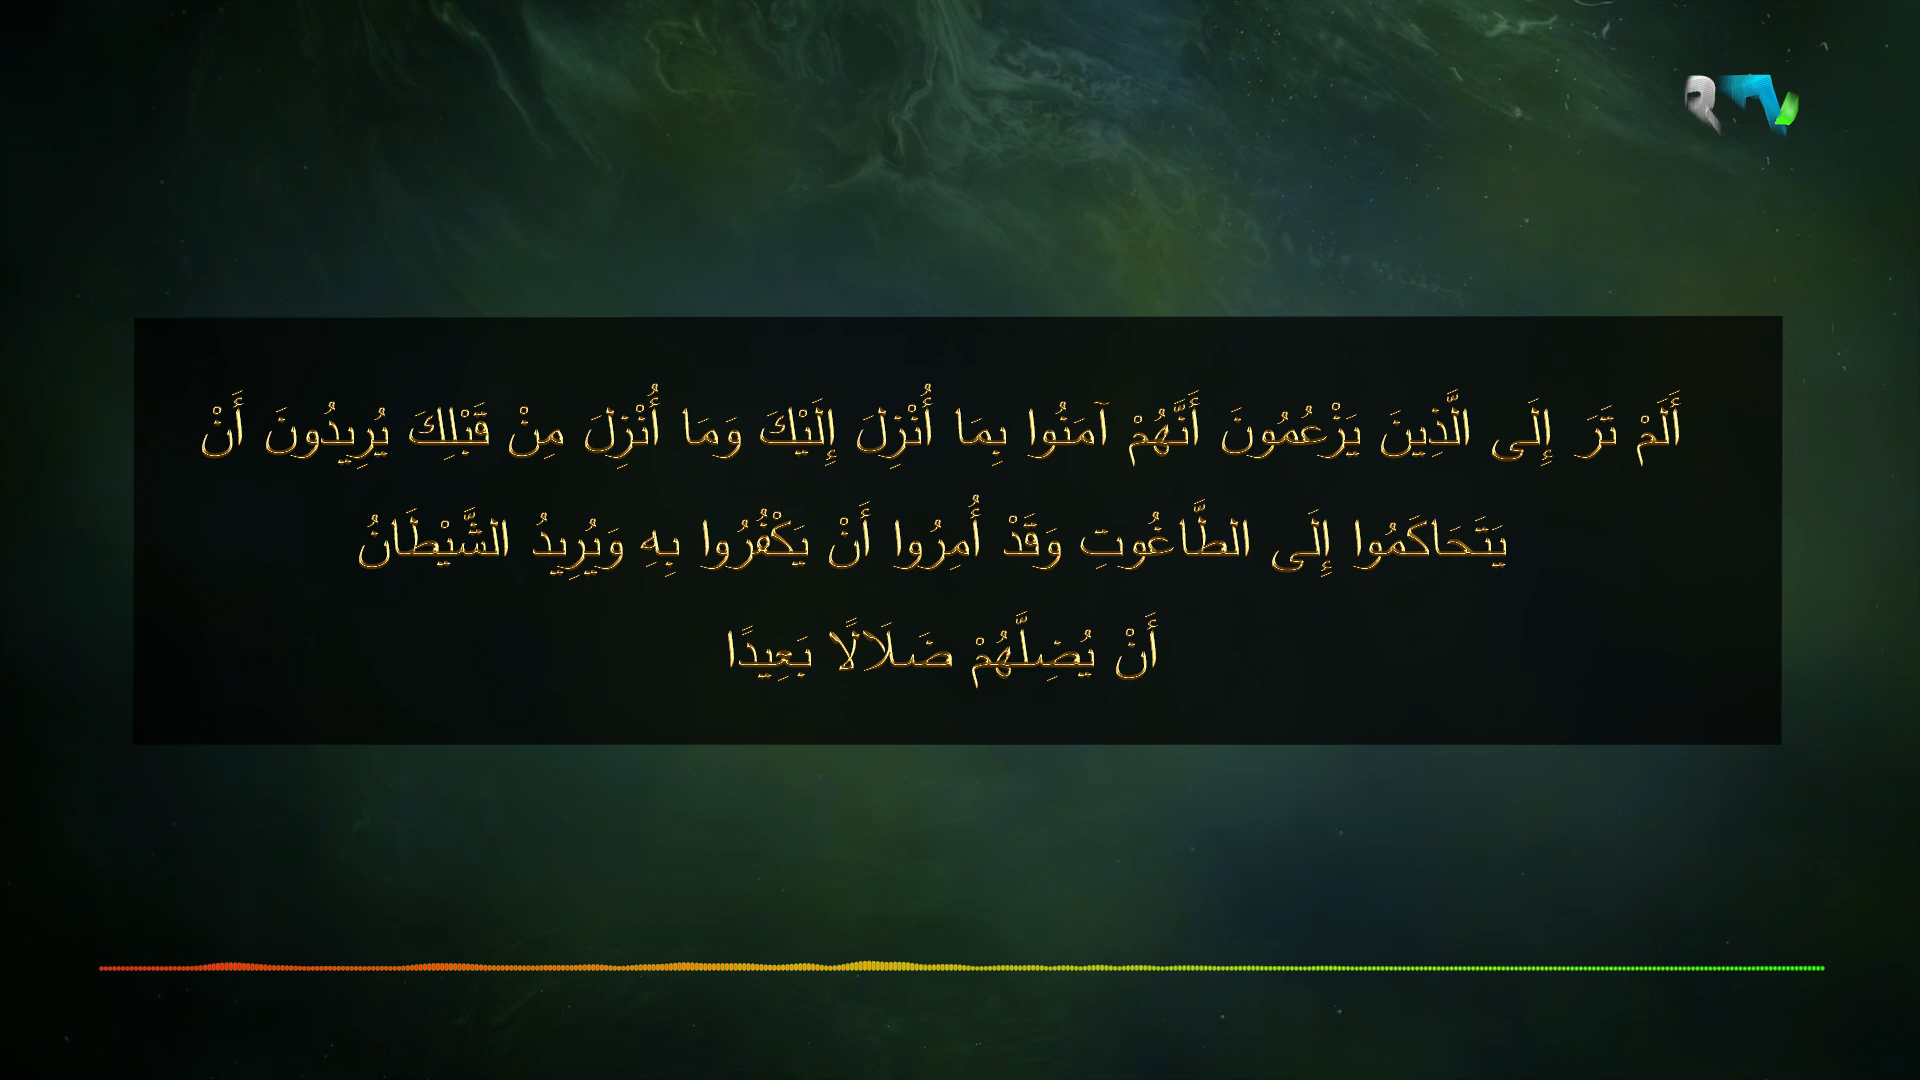 أَلَمْ تَرَ إِلَى الَّذِينَ يَزْعُمُونَ أَنَّهُمْ آمَنُوا بِمَا أُنْزِلَ إِلَيْكَ وَمَا أُنْزِلَ مِنْ قَبْلِكَ يُرِيدُونَ أَنْ
يَتَحَاكَمُوا إِلَى الطَّاغُوتِ وَقَدْ أُمِرُوا أَنْ يَكْفُرُوا بِهِ وَيُرِيدُ الشَّيْطَانُ
أَنْ يُضِلَّهُمْ ضَلَالًا بَعِيدًا